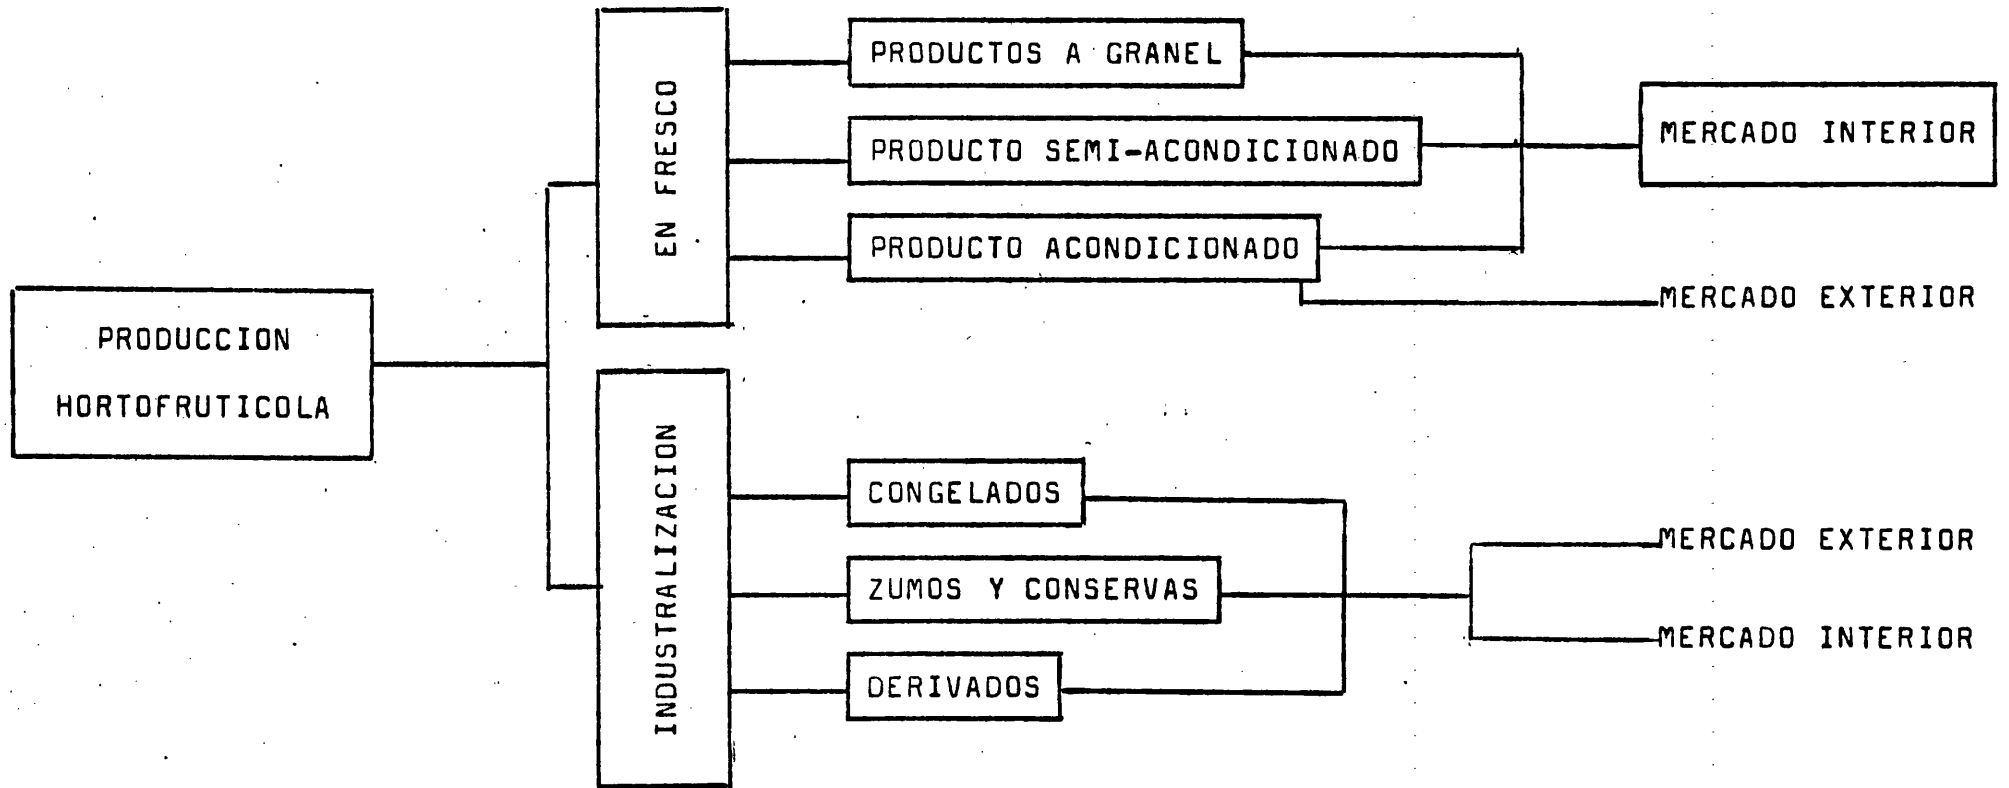 PRODUCCION
HORTOFRUTICOLA
EN FRESCO
PRODUCTOS A GRANEL
PRODUCTO SEMI-ACONDICIONADO
PRODUCTO ACONDICIONADO
MERCADO INTERIOR
MERCADO EXTERIOR
INDUSTRALIZACION
CONGELADOS
ZUMOS Y CONSERVAS
DERIVADOS
MERCADO EXTERIOR
MERCADO INTERIOR